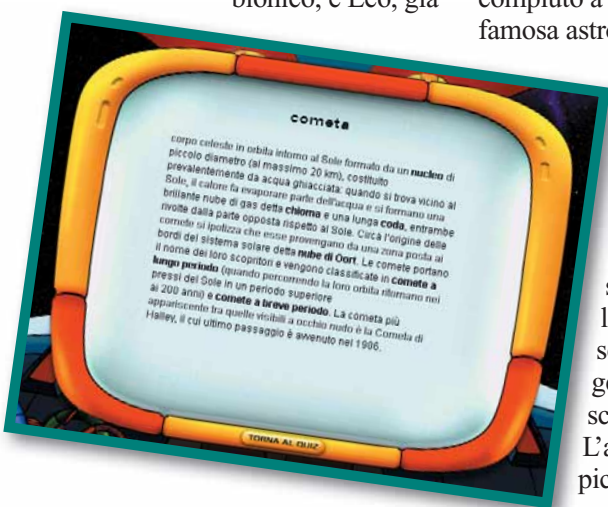 bionico, e Leo, già
compiuto a
famosa astro
cometa
corpo celeste in orbita intorno al Sole formato da un nucleo di
piccolo diametro (al massimo 20 km), costituito
prevalentemente da acqua ghiacciata: quando si trova vicino al
Sole, il calore fa evaporare parte dell'acqua e si formano una
brillante nube di gas detta chioma e una lunga coda, entrambe
rivolte dalla parte opposta rispetto al Sole. Circa l'origine delle
comete si ipotizza che esse provengano da una zona posta ai
bordi del sistema solare detta nube di Oort. Le comete portano
il nome dei loro scopritori e vengono classificate in comete a
lungo periodo (quando percorrendo la loro orbita ritornano nei
pressi del Sole in un periodo superiore
ai 200 anni) e comete a breve periodo. La cometa più
appariscente tra quelle visibili a occhio nudo è la Cometa di
Halley, il cui ultimo passaggio è avvenuto nel 1986.
TORNA AL QUIZ
s
l
se
go
sc
L'a
pic